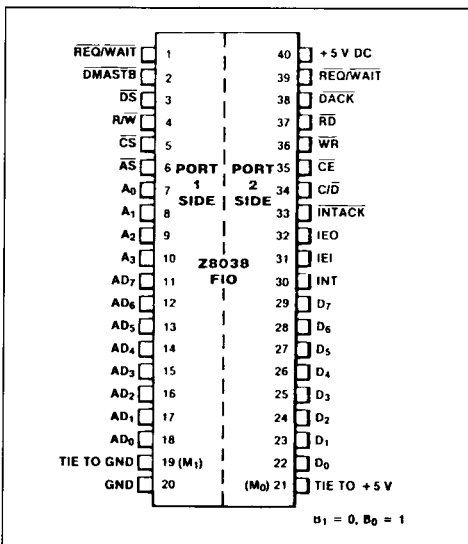 REQ/WAIT 1 40 +5 V DC
DMASTB 2 39 REQ/WAIT
DS 3 38 DACK
R/W 4 37 RD
CS 5 36 WR
AS 6 35 CE
PORT 1 SIDE
PORT 2 SIDE
A0 7 34 C/D
A1 8 33 INTACK
A2 9 32 IEO
A3 10 31 IEI
Z8038
FIO
AD7 11 30 INT
AD6 12 29 D7
AD5 13 28 D6
AD4 14 27 D5
AD3 15 26 D4
AD2 16 25 D3
AD1 17 24 D2
AD0 18 23 D1
TIE TO GND 19 (M1) 22 D0
GND 20 (M0) 21 TIE TO +5 V
B1 = 0, B0 = 1